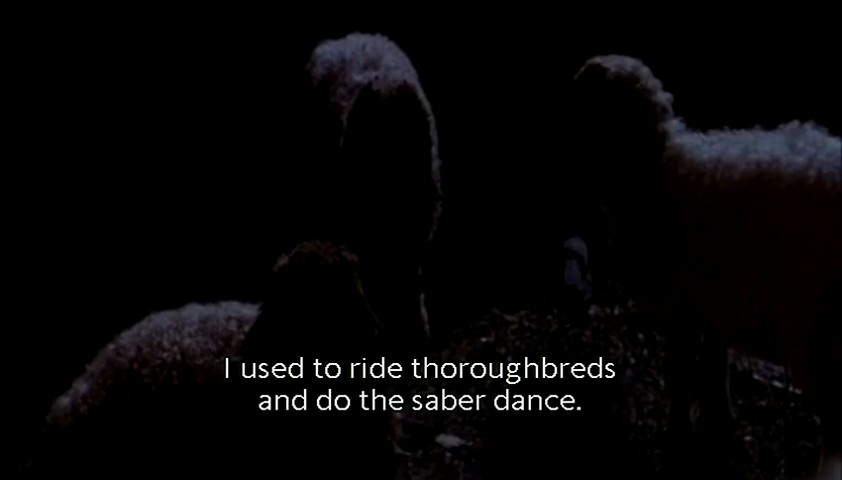 I used to ride thoroughbreds
and do the saber dance.